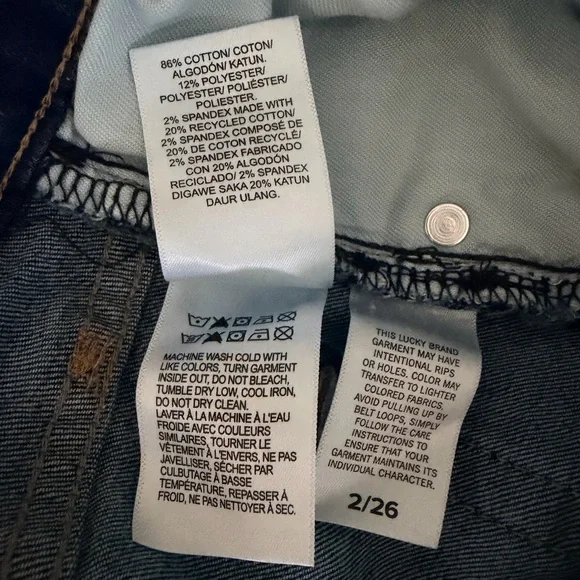 86% COTTON/ COTON/
ALGODÓN/ KATUN.
12% POLYESTER/
POLYESTER/ POLIÉSTER/
POLIESTER.
2% SPANDEX MADE WITH
20% RECYCLED COTTON/
2% SPANDEX COMPOSÉ DE
20% DE COTON RECYCLÉ/
2% SPANDEX FABRICADO
CON 20% ALGODÓN
RECICLADO/ 2% SPANDEX
DIGAWE SAKA 20% KATUN
DAUR ULANG.
MACHINE WASH COLD WITH
LIKE COLORS, TURN GARMENT
INSIDE OUT, DO NOT BLEACH,
TUMBLE DRY LOW, COOL IRON,
DO NOT DRY CLEAN.
LAVER À LA MACHINE À L'EAU
FROIDE AVEC COULEURS
SIMILAIRES, TOURNER LE
VÊTEMENT À L'ENVERS, NE PAS
JAVELLISER, SÉCHER PAR
CULBUTAGE À BASSE
TEMPÉRATURE, REPASSER À
FROID, NE PAS NETTOYER À SEC.
THIS LUCKY BRAND
GARMENT MAY HAVE
INTENTIONAL RIPS
OR HOLES. COLOR MAY
TRANSFER TO LIGHTER
COLORED FABRICS.
AVOID PULLING UP BY
BELT LOOPS, SIMPLY
FOLLOW THE CARE
INSTRUCTIONS TO
ENSURE THAT YOUR
GARMENT MAINTAINS ITS
INDIVIDUAL CHARACTER.
2/26